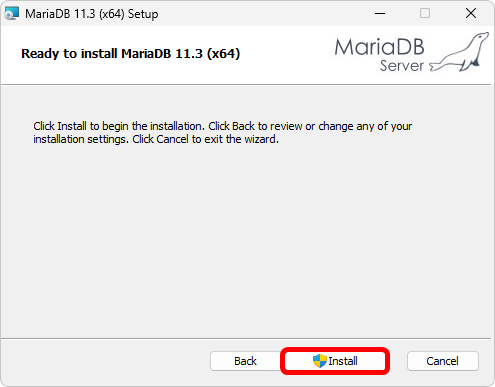 MariaDB 11.3 (x64) Setup
Ready to install MariaDB 11.3 (x64)
MariaDB
Server
Click Install to begin the installation. Click Back to review or change any of your
installation settings. Click Cancel to exit the wizard.
Back
Install
Cancel